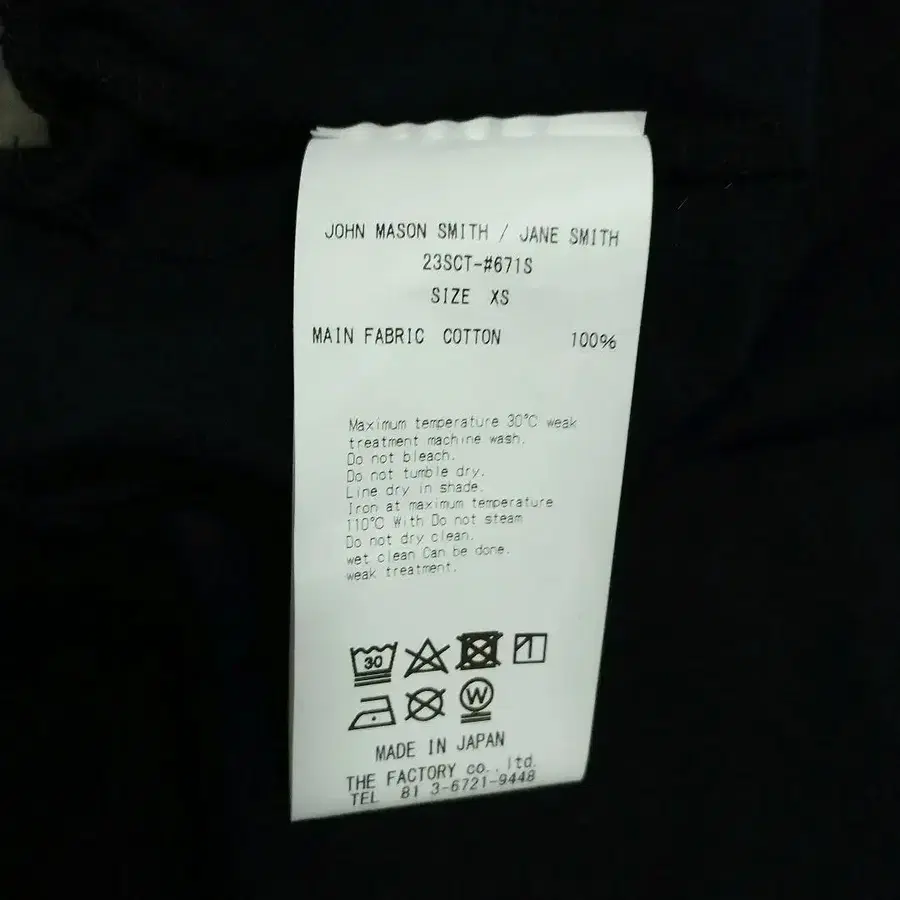 JOHN MASON SMITH / JANE SMITH
23SCT-#671S
SIZE XS
MAIN FABRIC COTTON 100%
Maximum temperature 30°C weak
treatment machine wash.
Do not bleach.
Do not tumble dry.
Line dry in shade.
Iron at maximum temperature
110°C With Do not steam
Do not dry clean.
wet clean Can be done.
weak treatment.
30
W
MADE IN JAPAN
THE FACTORY co., ltd.
TEL 81 3-6721-9448